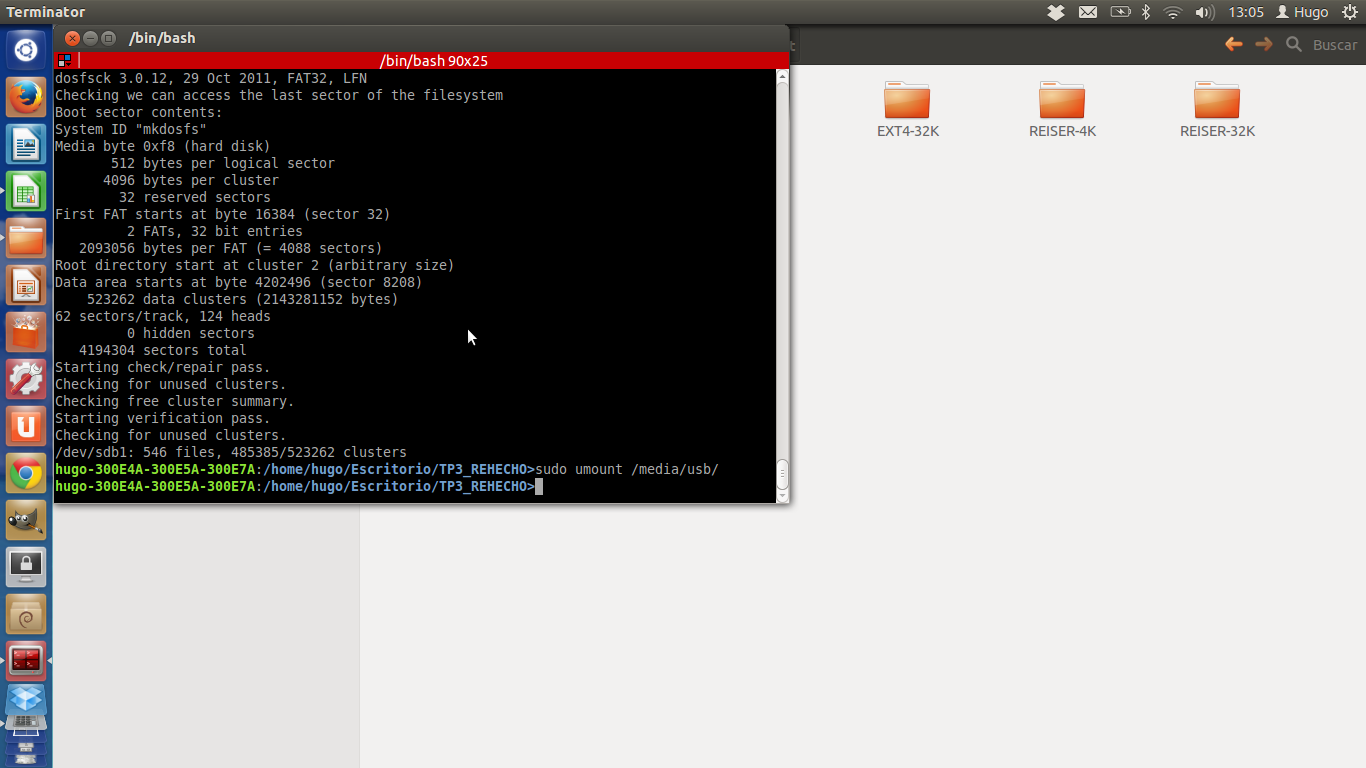 Terminator
13:05
Hugo
/bin/bash
/bin/bash 90x25
Buscar
EXT4-32K
REISER-4K
REISER-32K
dosfsck 3.0.12, 29 Oct 2011, FAT32, LFN
Checking we can access the last sector of the filesystem
Boot sector contents:
System ID "mkdosfs"
Media byte 0xf8 (hard disk)
512 bytes per logical sector
4096 bytes per cluster
32 reserved sectors
First FAT starts at byte 16384 (sector 32)
2 FATs, 32 bit entries
2093056 bytes per FAT (= 4088 sectors)
Root directory start at cluster 2 (arbitrary size)
Data area starts at byte 4202496 (sector 8208)
523262 data clusters (2143281152 bytes)
62 sectors/track, 124 heads
0 hidden sectors
4194304 sectors total
Starting check/repair pass.
Checking for unused clusters.
Checking free cluster summary.
Starting verification pass.
Checking for unused clusters.
/dev/sdb1: 546 files, 485385/523262 clusters
hugo-300E4A-300E5A-300E7A:/home/hugo/Escritorio/TP3_REHECHO>sudo umount /media/usb/
hugo-300E4A-300E5A-300E7A:/home/hugo/Escritorio/TP3_REHECHO>